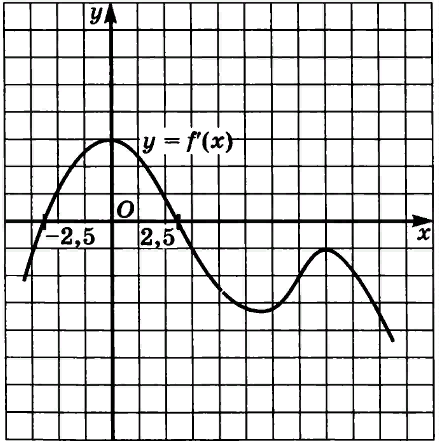 y
y = f'(x)
O
-2,5
2,5
x